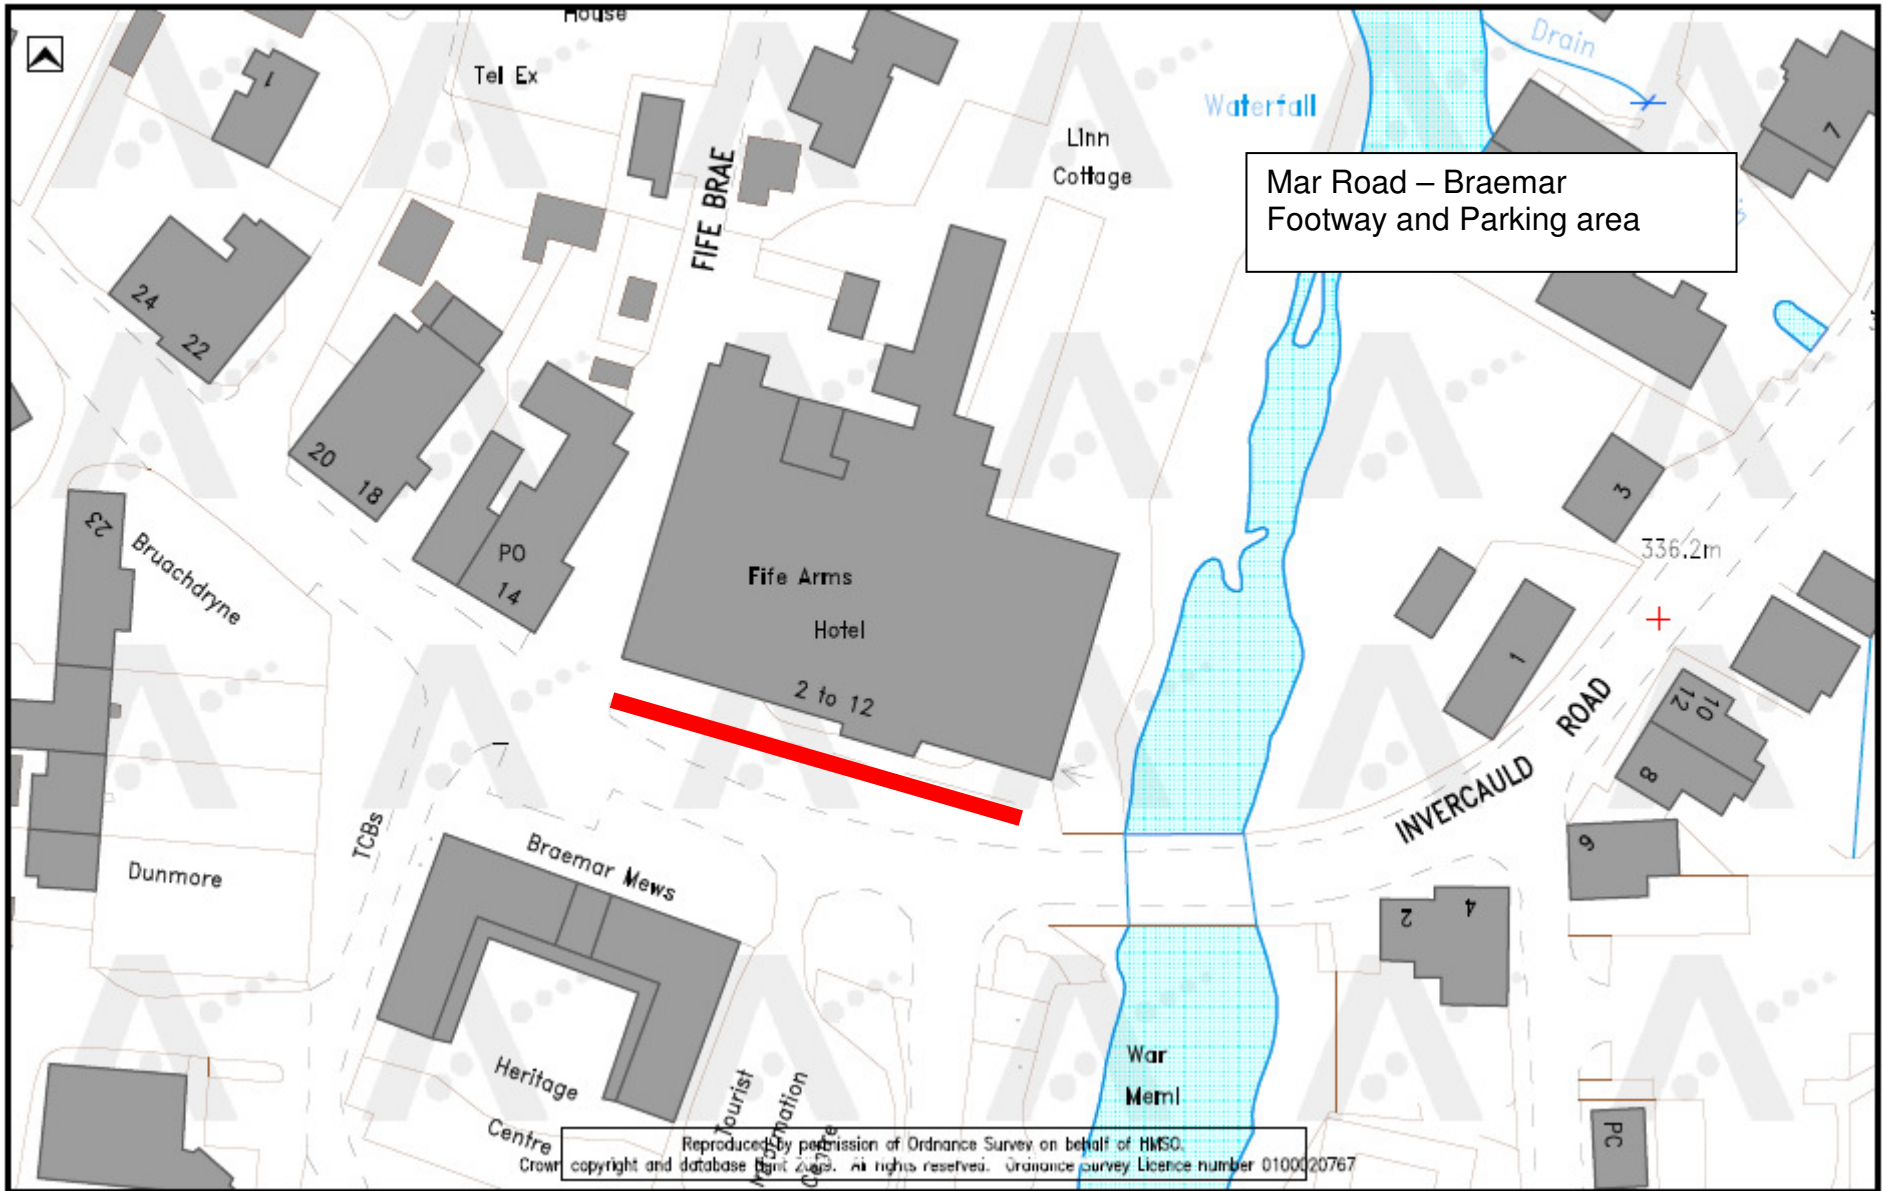 House
Tel Ex
Drain
Waterfall
Linn
Cottage
Mar Road – Braemar
Footway and Parking area
FIFE BRAE
1
7
24
22
20
18
23
Bruachdryne
PO
14
Fife Arms
Hotel
2 to 12
3
336.2m
1
INVERCAULD ROAD
12
10
8
6
2
4
TCBs
Dunmore
Braemar Mews
Heritage
Centre
Tourist
Information
Centre
War
Meml
PC
Reproduced by permission of Ordnance Survey on behalf of HMSO.
Crown copyright and database right All rights reserved. Ordnance Survey Licence number 0100020767